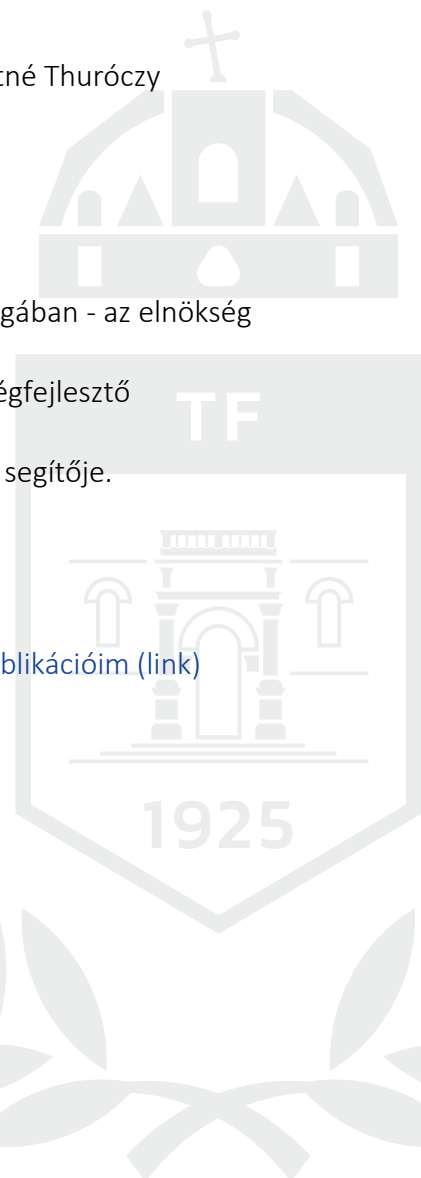 tné Thuróczy
gában - az elnökség
égfejlesztő
TF
segítője.
blikációim (link)
1925